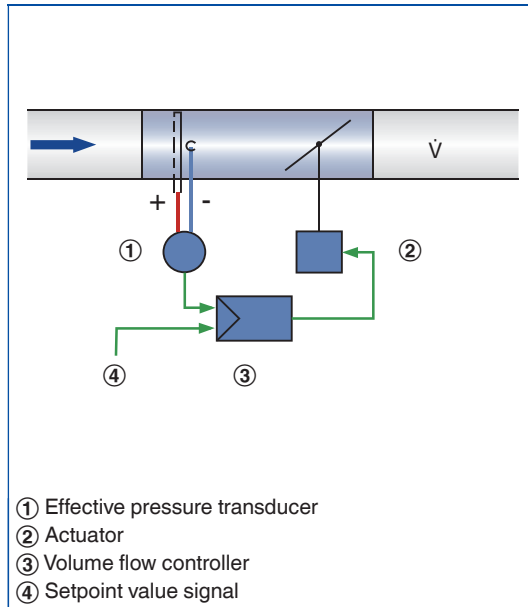 V̇
+ -
①
②
④
③
① Effective pressure transducer
② Actuator
③ Volume flow controller
④ Setpoint value signal